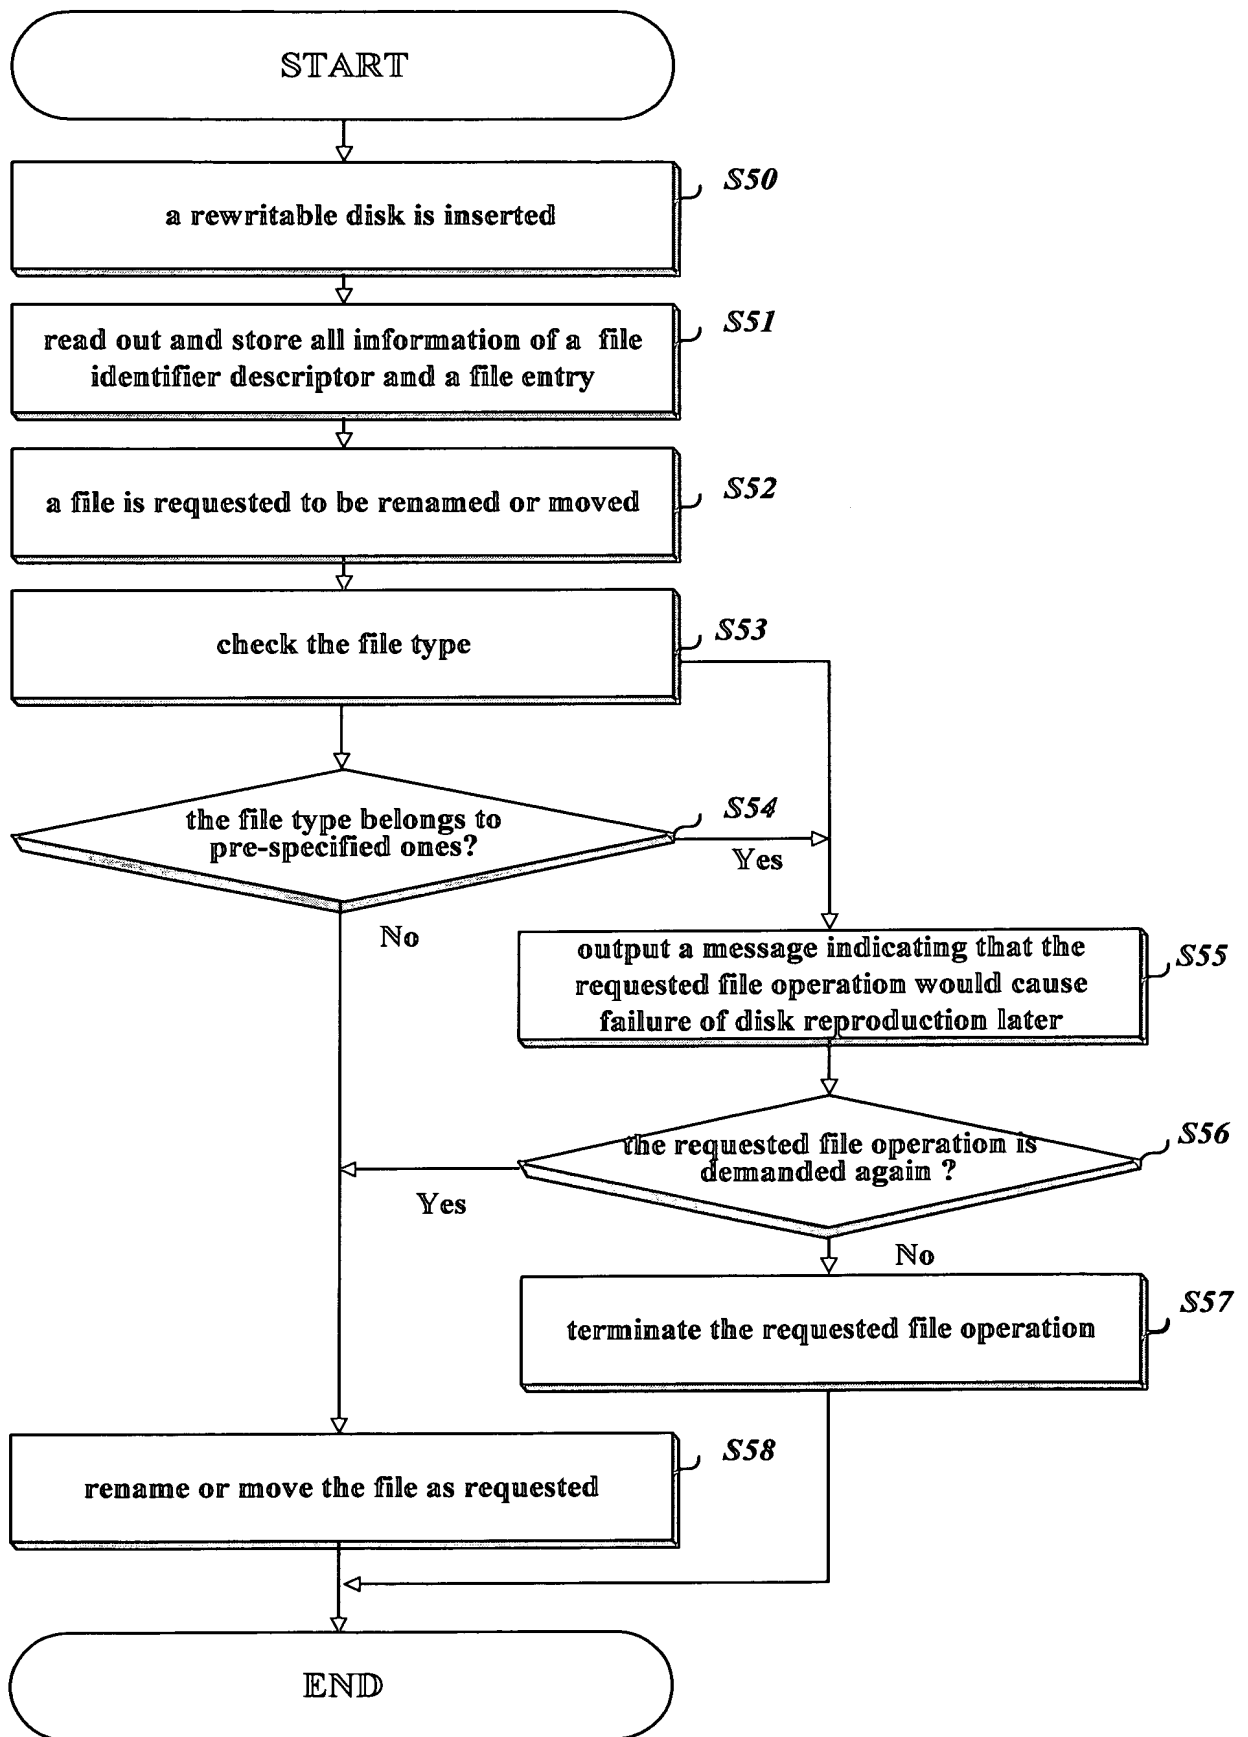 START
a rewritable disk is inserted
S50
read out and store all information of a file
identifier descriptor and a file entry
S51
a file is requested to be renamed or moved
S52
check the file type
S53
the file type belongs to
pre-specified ones?
S54
Yes
No
output a message indicating that the
requested file operation would cause
failure of disk reproduction later
S55
the requested file operation is
demanded again ?
S56
Yes
No
terminate the requested file operation
S57
rename or move the file as requested
S58
END